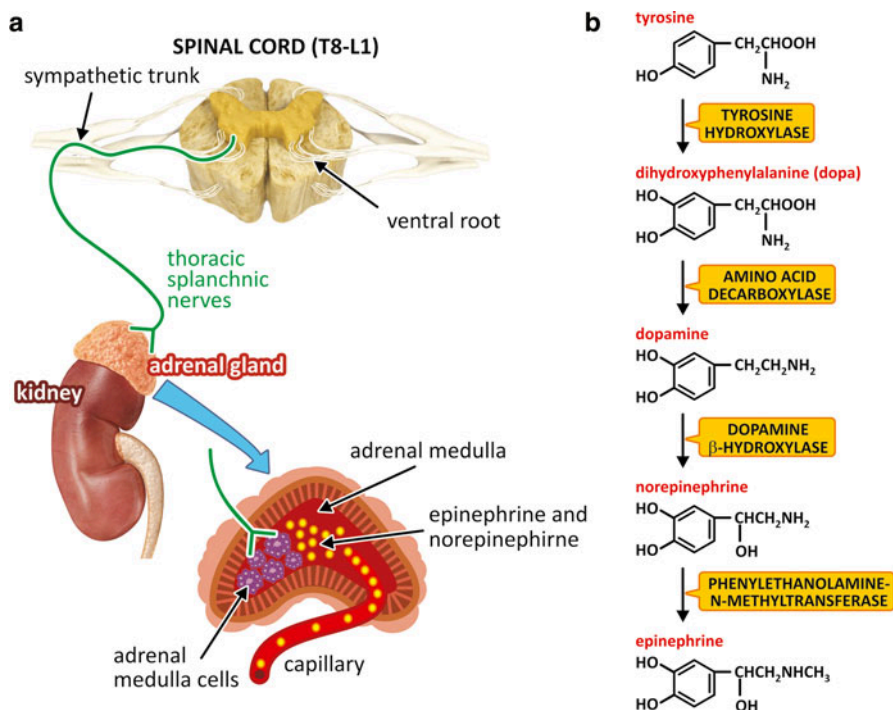 a
SPINAL CORD (T8-L1)
sympathetic trunk
ventral root
thoracic
splanchnic
nerves
adrenal gland
kidney
adrenal medulla
epinephrine and
norepinephirne
adrenal
medulla cells
capillary
b
tyrosine
HO
CH₂CHOOH
NH₂
TYROSINE
HYDROXYLASE
dihydroxyphenylalanine (dopa)
HO
HO
CH₂CHOOH
NH₂
AMINO ACID
DECARBOXYLASE
dopamine
HO
HO
CH₂CH₂NH₂
DOPAMINE
β-HYDROXYLASE
norepinephrine
HO
HO
CHCH₂NH₂
OH
PHENYLETHANOLAMINE-
N-METHYLTRANSFERASE
epinephrine
HO
HO
CHCH₂NHCH₃
OH